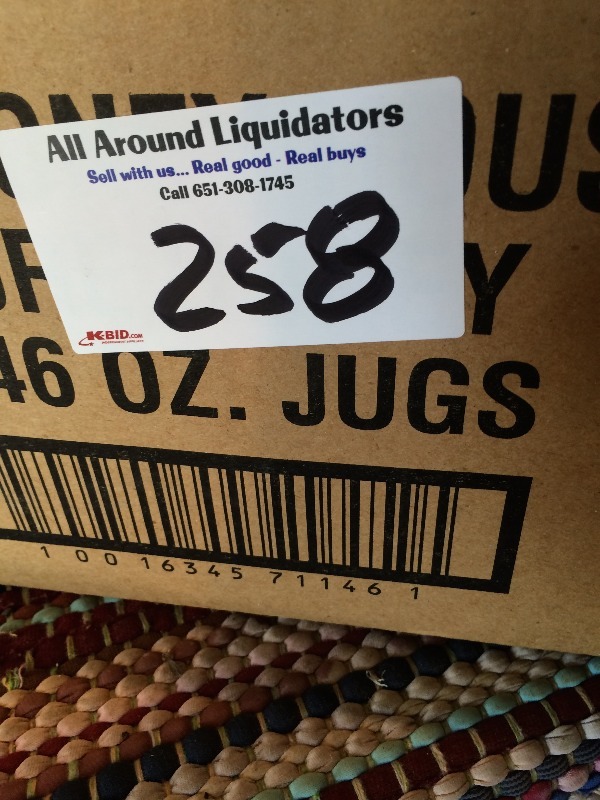 All Around Liquidators
Sell with us... Real good - Real buys
Call 651-308-1745
258
K-BID.COM
46 OZ. JUGS
1 00 16345 71146 1